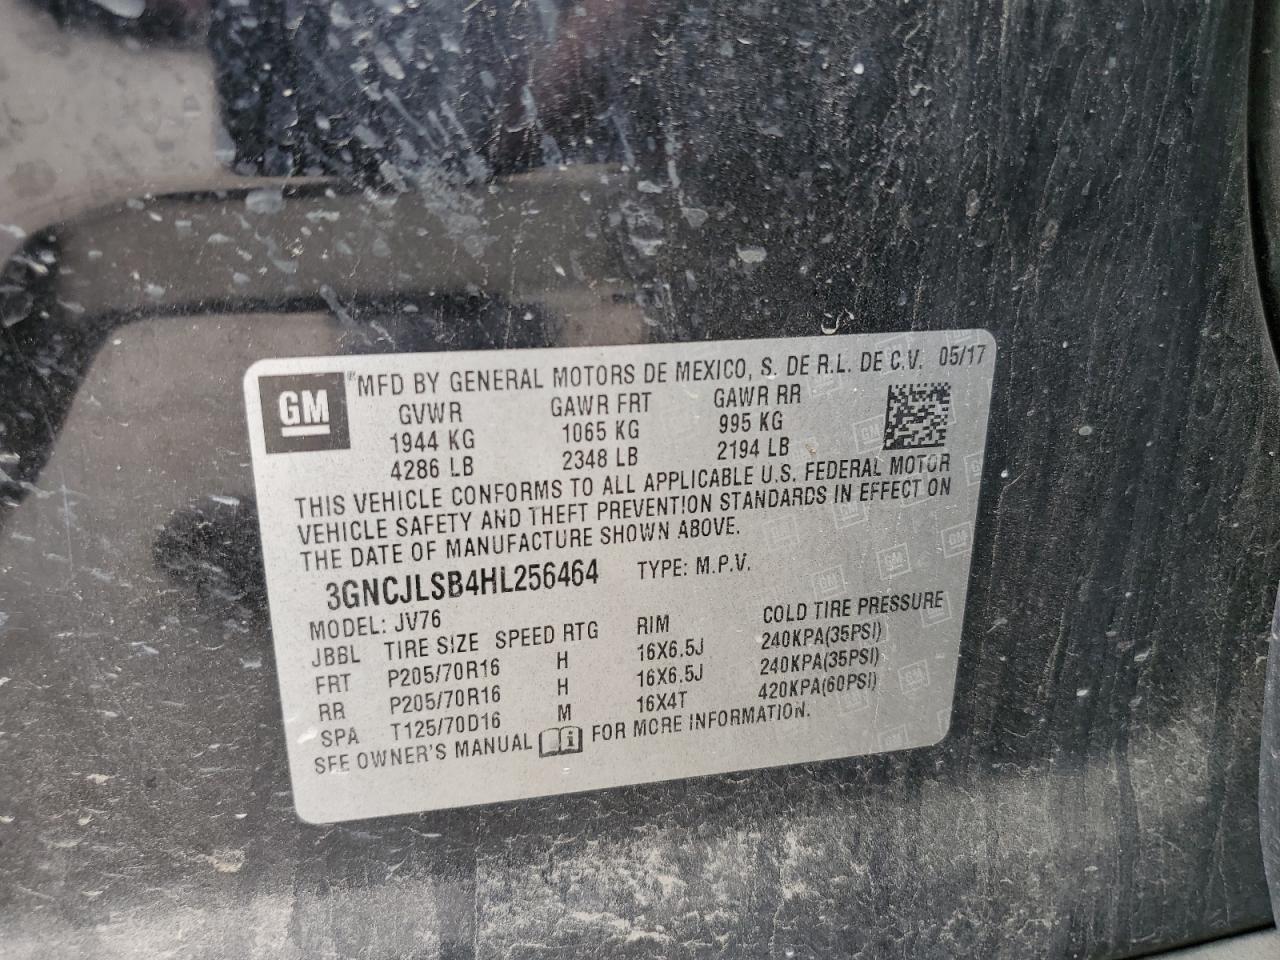 GM
MFD BY GENERAL MOTORS DE MEXICO, S. DE R.L. DE C.V. 05/17
GVWR GAWR FRT GAWR RR
1944 KG 1065 KG 995 KG
4286 LB 2348 LB 2194 LB
THIS VEHICLE CONFORMS TO ALL APPLICABLE U.S. FEDERAL MOTOR
VEHICLE SAFETY AND THEFT PREVENTION STANDARDS IN EFFECT ON
THE DATE OF MANUFACTURE SHOWN ABOVE.
3GNCJLSB4HL256464 TYPE: M.P.V.
MODEL: JV76
JBBL TIRE SIZE SPEED RTG RIM COLD TIRE PRESSURE
FRT P205/70R16 H 16X6.5J 240KPA(35PSI)
RR P205/70R16 H 16X6.5J 240KPA(35PSI)
SPA T125/70D16 M 16X4T 420KPA(60PSI)
SEE OWNER'S MANUAL FOR MORE INFORMATION.